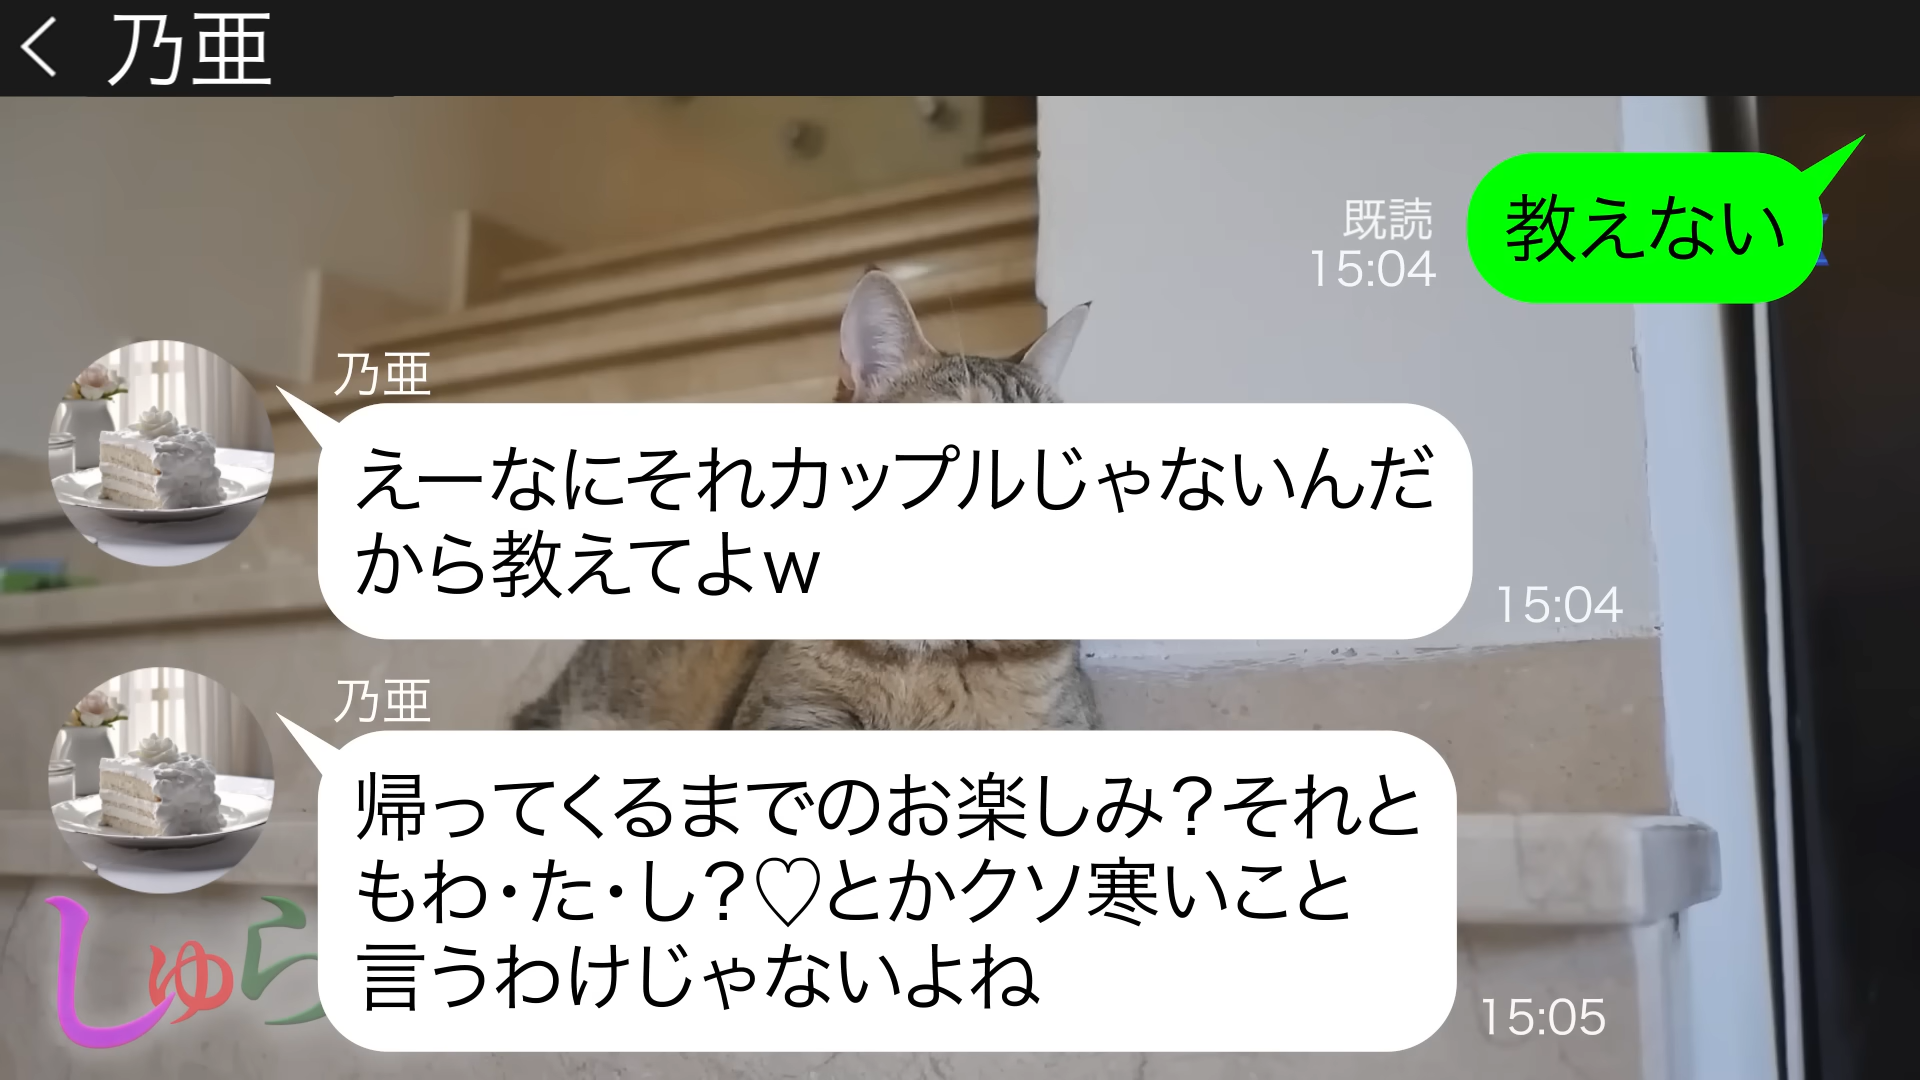 乃亜
教えない
既読
15:04
乃亜
えーなにそれカップルじゃないんだ
から教えてよw
15:04
乃亜
帰ってくるまでのお楽しみ？それと
もわ・た・し？♡とかクソ寒いこと
言うわけじゃないよね
15:05
しゅら